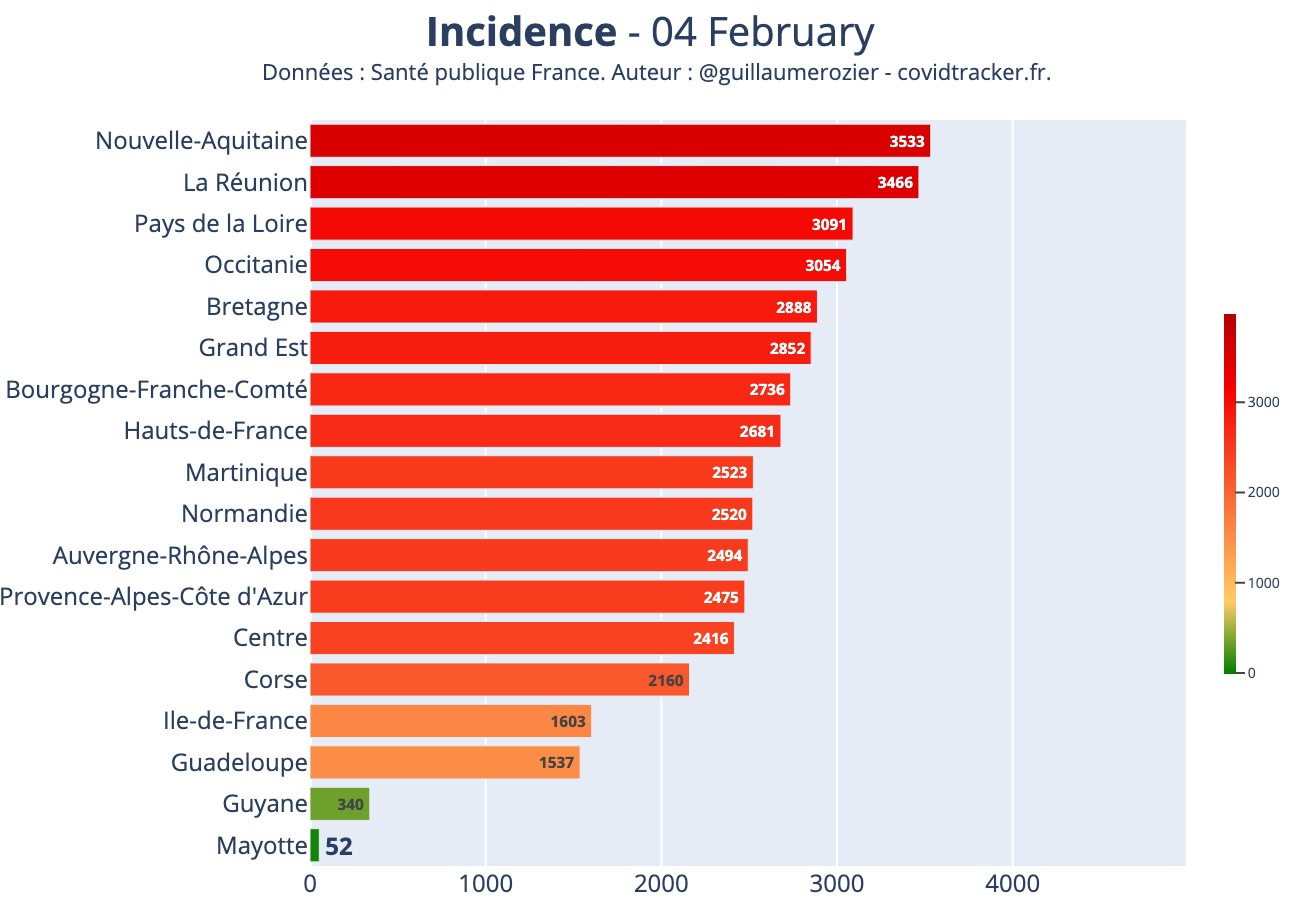 Incidence - 04 February
Données : Santé publique France. Auteur : @guillaumerozier - covidtracker.fr.
Nouvelle-Aquitaine 3533
La Réunion 3466
Pays de la Loire 3091
Occitanie 3054
Bretagne 2888
Grand Est 2852
Bourgogne-Franche-Comté 2736
Hauts-de-France 2681
Martinique 2523
Normandie 2520
Auvergne-Rhône-Alpes 2494
Provence-Alpes-Côte d'Azur 2475
Centre 2416
Corse 2160
Ile-de-France 1603
Guadeloupe 1537
Guyane 340
Mayotte 52
0 1000 2000 3000 4000
3000
2000
1000
0